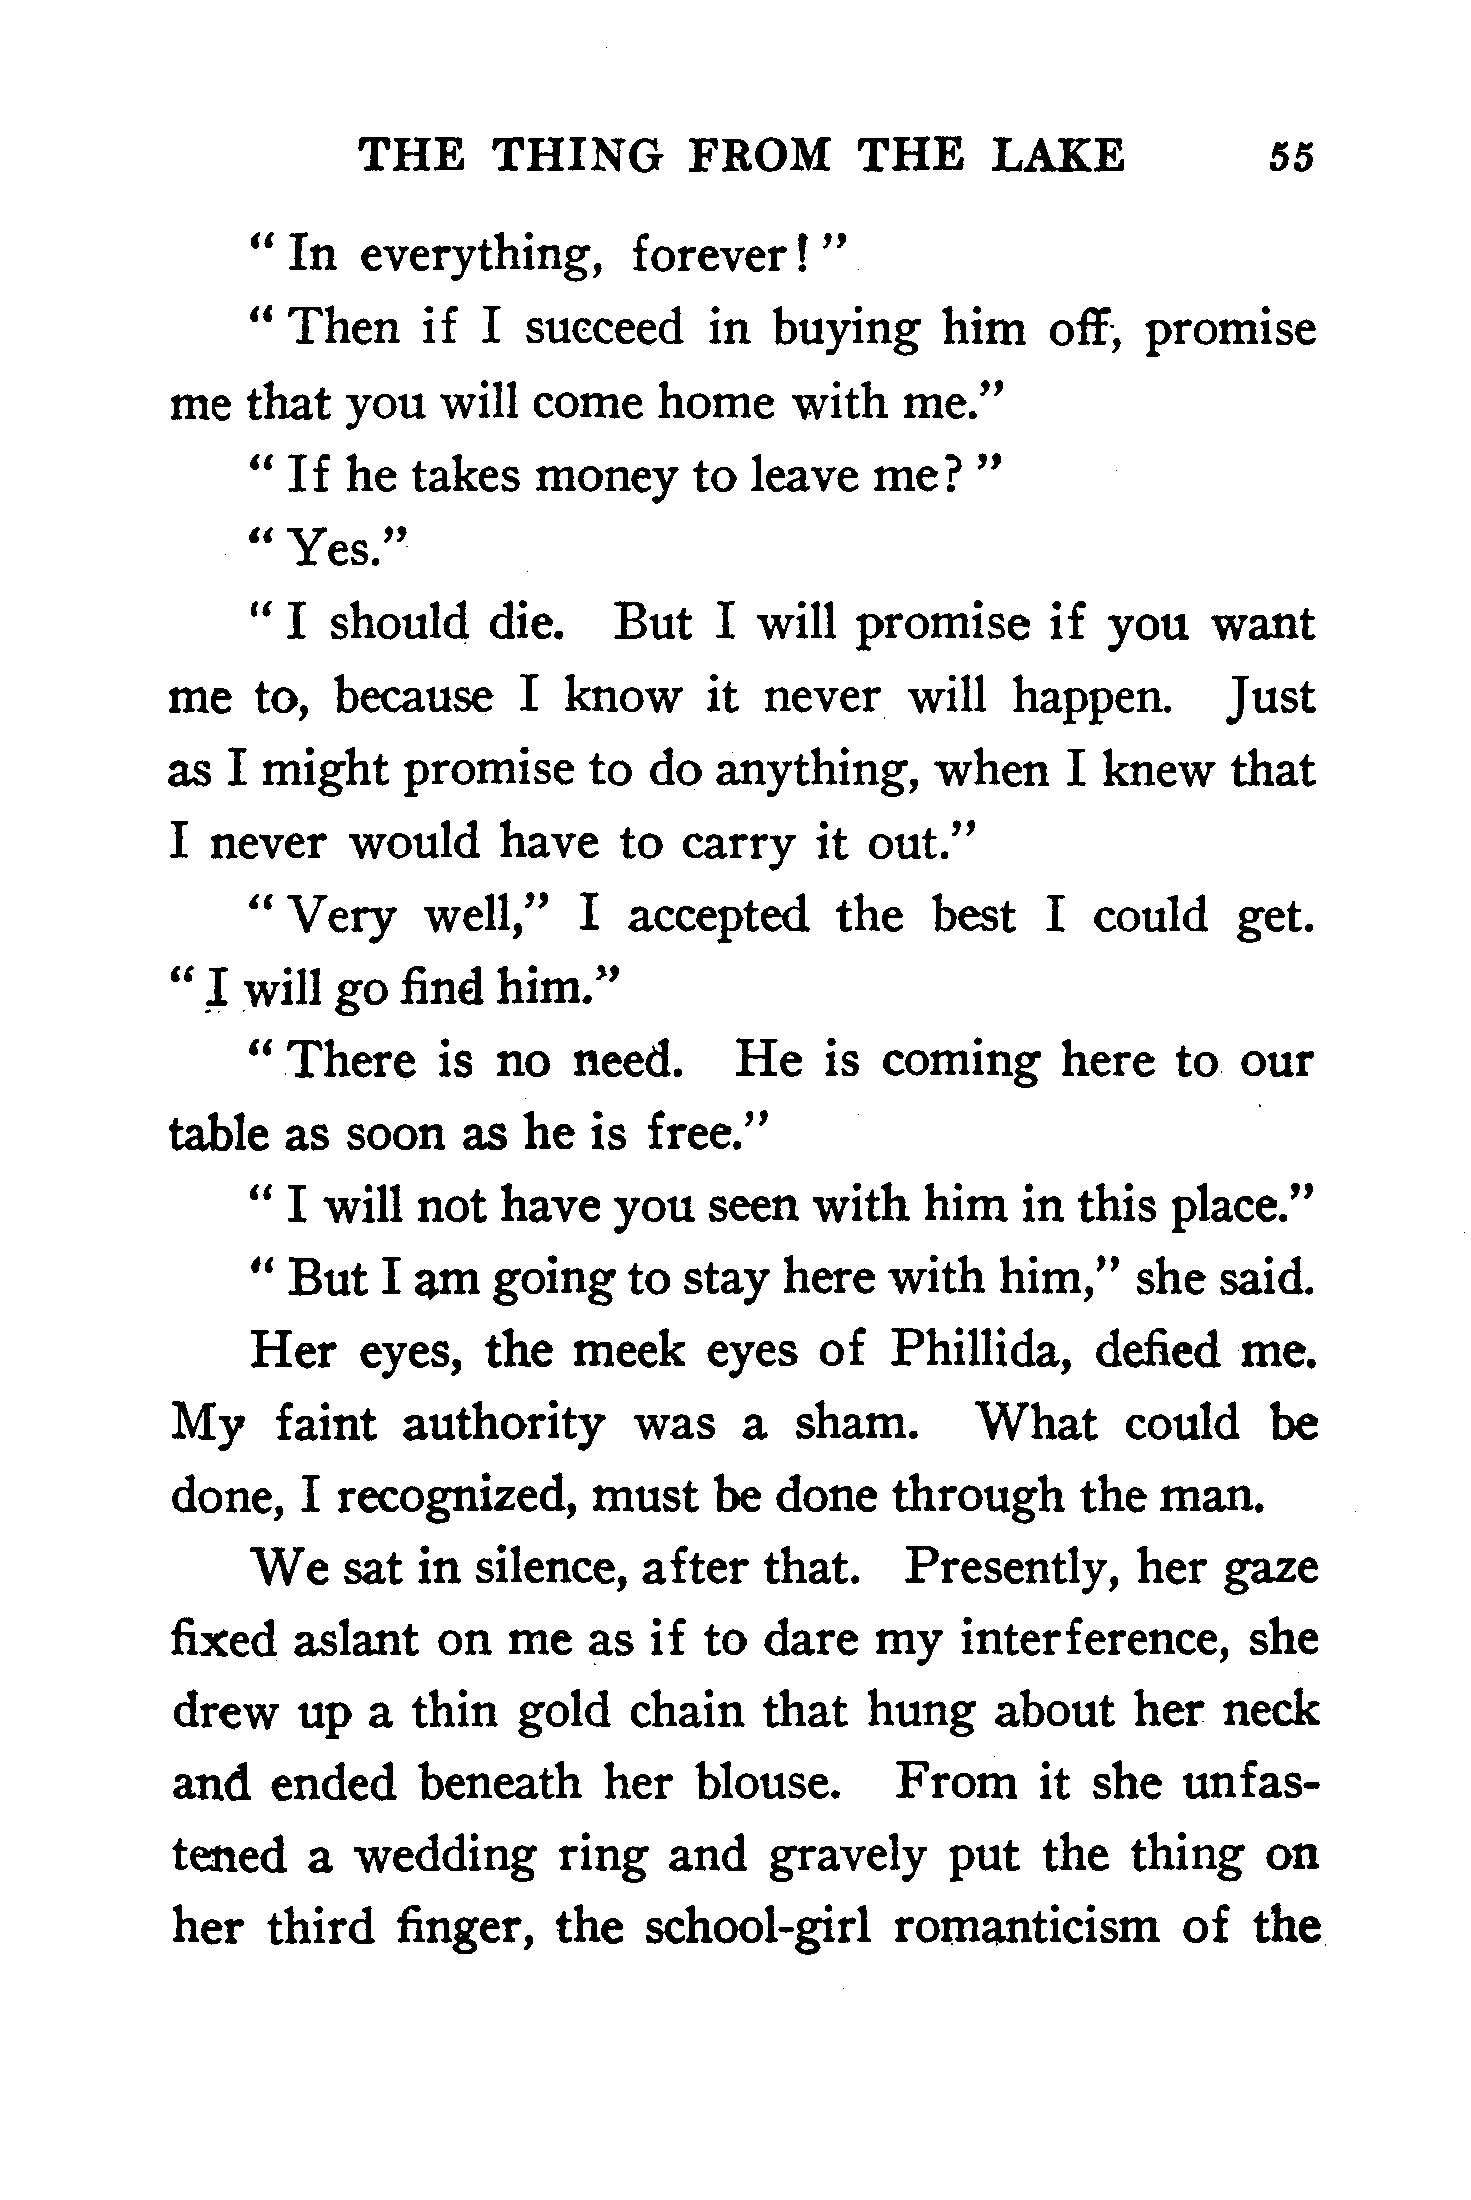 THE THING FROM THE LAKE 55
" In everything, forever! "
" Then if I succeed in buying him off, promise
me that you will come home with me."
" If he takes money to leave me? "
" Yes."
" I should die. But I will promise if you want
me to, because I know it never will happen. Just
as I might promise to do anything, when I knew that
I never would have to carry it out."
" Very well," I accepted the best I could get.
" I will go find him."
" There is no need. He is coming here to our
table as soon as he is free."
" I will not have you seen with him in this place."
" But I am going to stay here with him," she said.
Her eyes, the meek eyes of Phillida, defied me.
My faint authority was a sham. What could be
done, I recognized, must be done through the man.
We sat in silence, after that. Presently, her gaze
fixed aslant on me as if to dare my interference, she
drew up a thin gold chain that hung about her neck
and ended beneath her blouse. From it she unfas-
tened a wedding ring and gravely put the thing on
her third finger, the school-girl romanticism of the